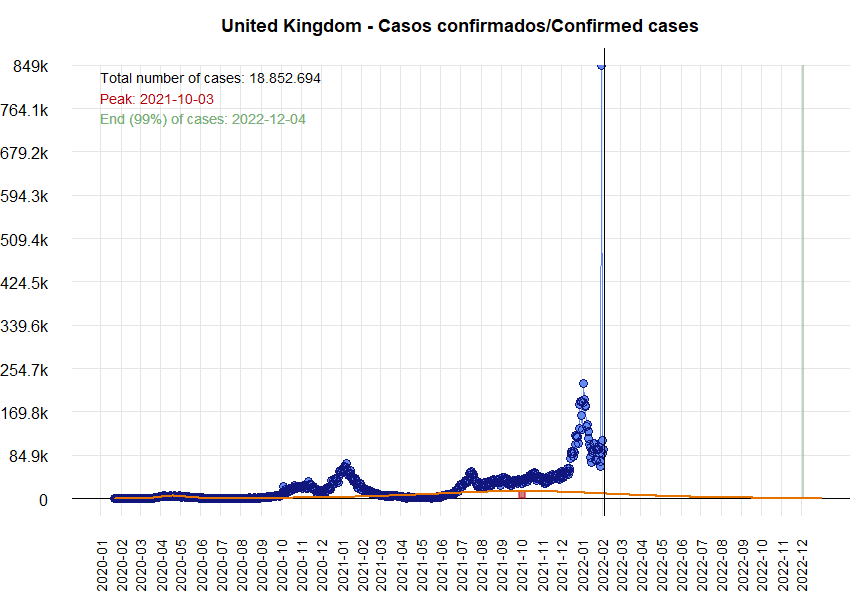 United Kingdom - Casos confirmados/Confirmed cases
849k
764.1k
679.2k
594.3k
509.4k
424.5k
339.6k
254.7k
169.8k
84.9k
0
Total number of cases: 18.852.694
Peak: 2021-10-03
End (99%) of cases: 2022-12-04
2020-01
2020-02
2020-03
2020-04
2020-05
2020-06
2020-07
2020-08
2020-09
2020-10
2020-11
2020-12
2021-01
2021-02
2021-03
2021-04
2021-05
2021-06
2021-07
2021-08
2021-09
2021-10
2021-11
2021-12
2022-01
2022-02
2022-03
2022-04
2022-05
2022-06
2022-07
2022-08
2022-09
2022-10
2022-11
2022-12